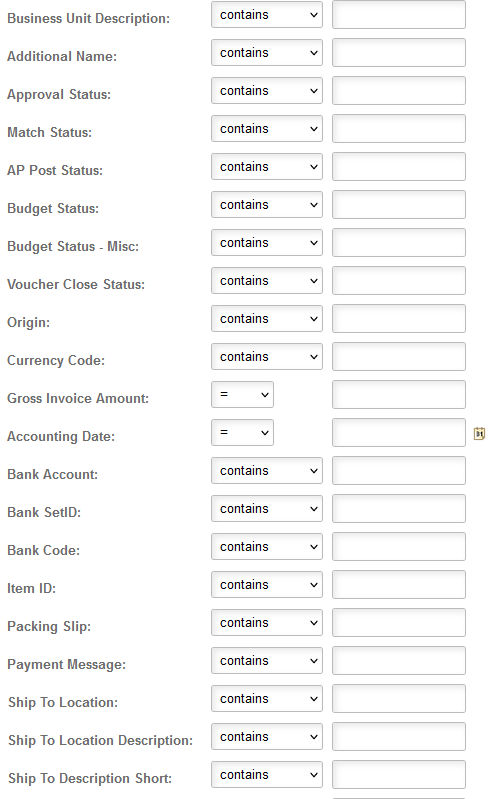 Business Unit Description: contains
Additional Name: contains
Approval Status: contains
Match Status: contains
AP Post Status: contains
Budget Status: contains
Budget Status - Misc: contains
Voucher Close Status: contains
Origin: contains
Currency Code: contains
Gross Invoice Amount: =
Accounting Date: = 31
Bank Account: contains
Bank SetID: contains
Bank Code: contains
Item ID: contains
Packing Slip: contains
Payment Message: contains
Ship To Location: contains
Ship To Location Description: contains
Ship To Description Short: contains